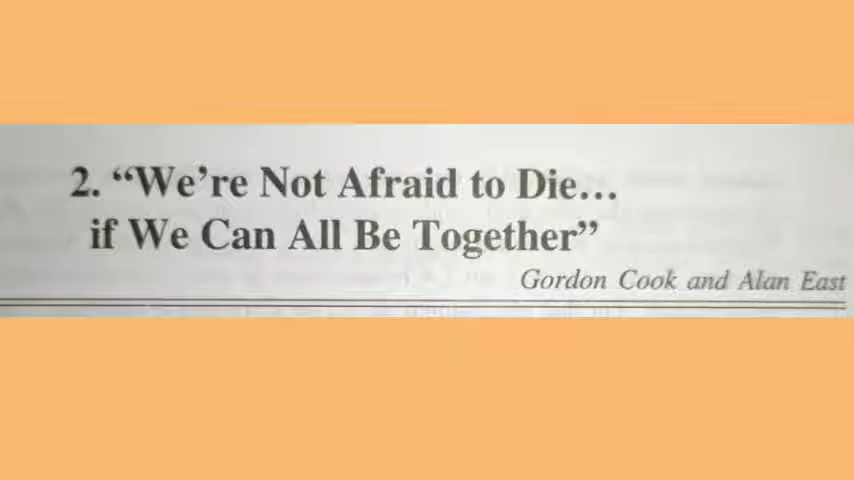 2. “We’re Not Afraid to Die...
if We Can All Be Together”
Gordon Cook and Alan East